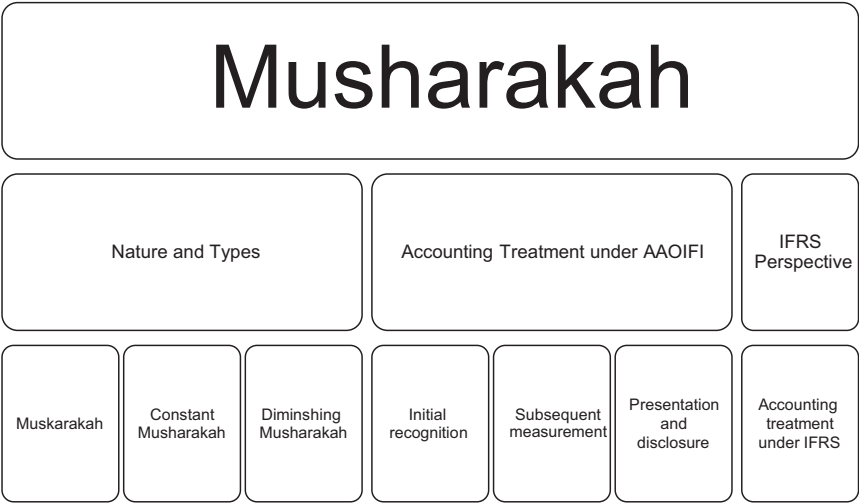 Musharakah
Nature and Types
Accounting Treatment under AAOIFI
IFRS
Perspective
Muskarakah
Constant
Musharakah
Diminshing
Musharakah
Initial
recognition
Subsequent
measurement
Presentation
and
disclosure
Accounting
treatment
under IFRS